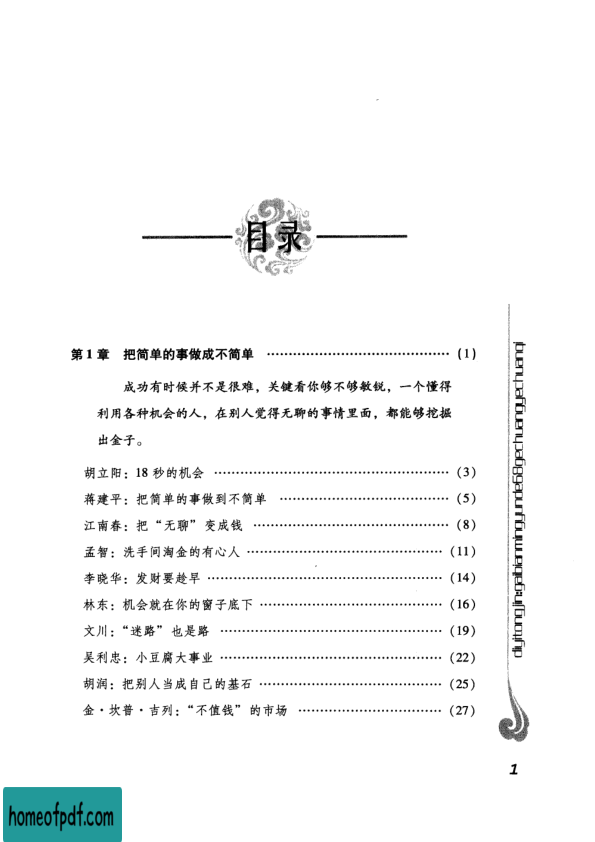 目录
第1章 把简单的事做成不简单 ………………………………… (1)
成功有时候并不是很难，关键看你够不够敏锐，一个懂得
利用各种机会的人，在别人觉得无聊的事情里面，都能够挖掘
出金子。
胡立阳：18秒的机会 ………………………………… (3)
蒋建平：把简单的事做到不简单 ………………………………… (5)
江南春：把“无聊”变成钱 ………………………………… (8)
孟智：洗手间淘金的有心人 ………………………………… (11)
李晓华：发财要趁早 ………………………………… (14)
林东：机会就在你的窗子底下 ………………………………… (16)
文川：“迷路”也是路 ………………………………… (19)
吴利忠：小豆腐大事业 ………………………………… (22)
胡润：把别人当成自己的基石 ………………………………… (25)
金·坎普·吉列：“不值钱”的市场 ………………………………… (27)
diyitongjin:gaibianmingyunde68gechuangyechuanqi
1
homeofpdf.com